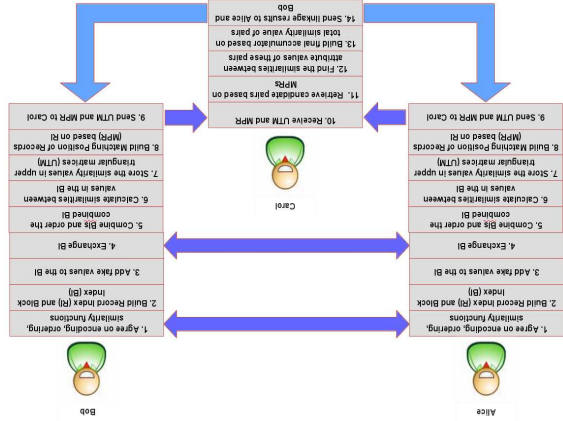 Alice
1. Agree on encoding, ordering,
similarity functions
2. Build Record Index (RI) and Block
Index (BI)
3. Add fake values to the BI
4. Exchange BI
5. Combine BIs and order the
combined BI
6. Calculate similarities between
values in the BI
7. Store the similarity values in upper
triangular matrices (UTM)
8. Build Matching Position of Records
(MPR) based on RI
9. Send UTM and MPR to Carol
Carol
10. Receive UTM and MPR
11. Retrieve candidate pairs based on
MPRs
12. Find the similarities between
attribute values of these pairs
13. Build final accumulator based on
total similarity value of pairs
14. Send linkage results to Alice and
Bob
Bob
1. Agree on encoding, ordering,
similarity functions
2. Build Record Index (RI) and Block
Index (BI)
3. Add fake values to the BI
4. Exchange BI
5. Combine BIs and order the
combined BI
6. Calculate similarities between
values in the BI
7. Store the similarity values in upper
triangular matrices (UTM)
8. Build Matching Position of Records
(MPR) based on RI
9. Send UTM and MPR to Carol